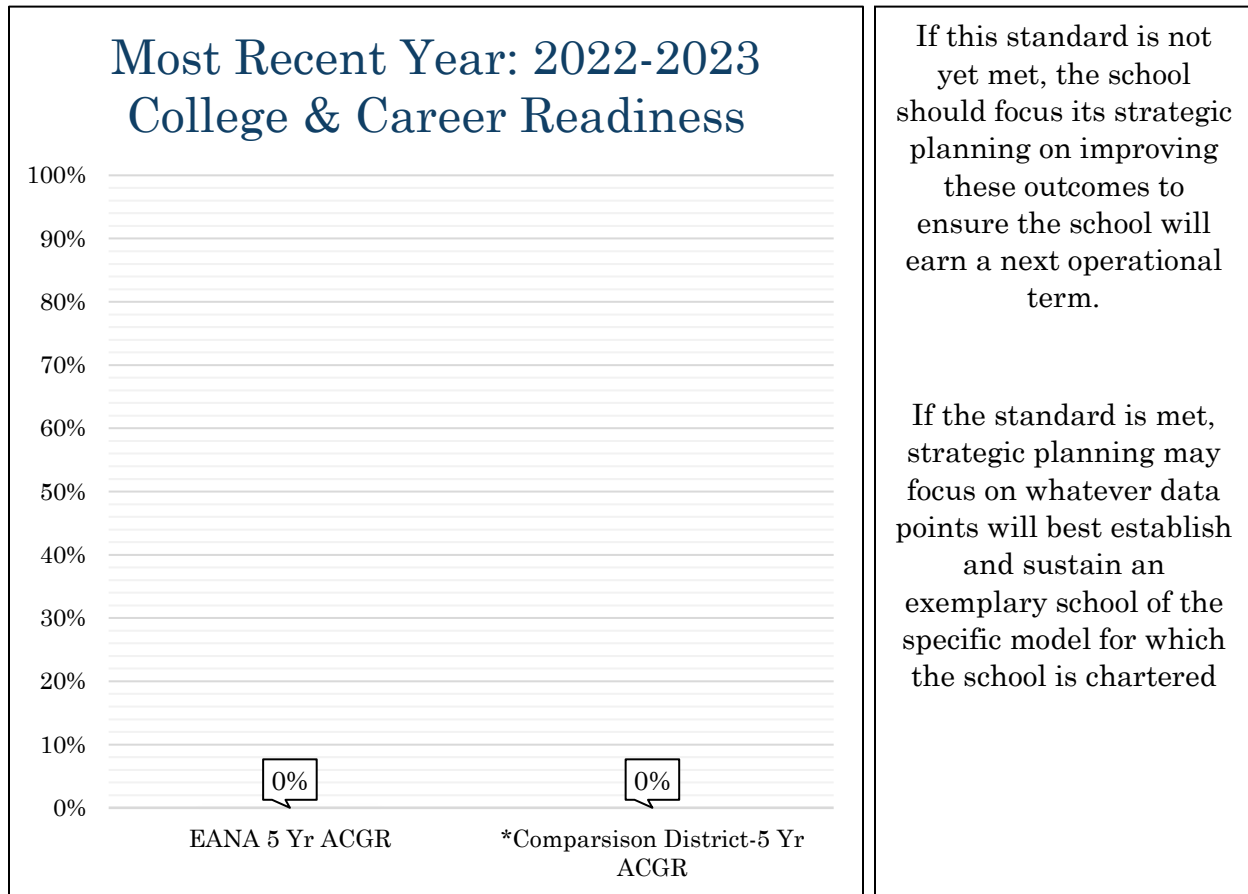 Most Recent Year: 2022-2023
College & Career Readiness
100%
90%
80%
70%
60%
50%
40%
30%
20%
10%
0%
0%
0%
EANA 5 Yr ACGR
*Comparsison District-5 Yr
ACGR
If this standard is not
yet met, the school
should focus its strategic
planning on improving
these outcomes to
ensure the school will
earn a next operational
term.
If the standard is met,
strategic planning may
focus on whatever data
points will best establish
and sustain an
exemplary school of the
specific model for which
the school is chartered